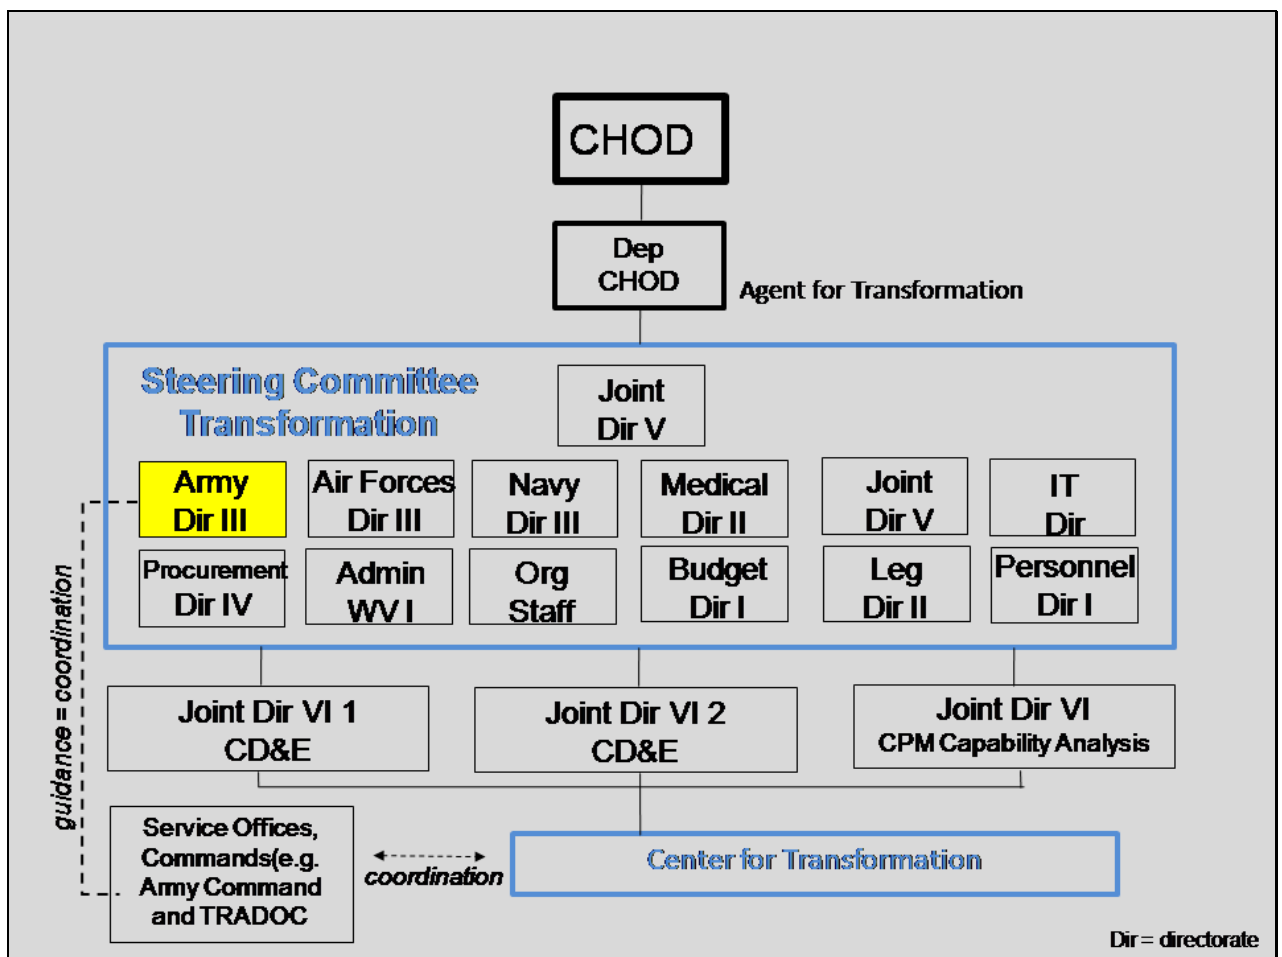 CHOD
Dep
CHOD
Agent for Transformation
Steering Committee
Transformation
Joint
Dir V
Army
Dir III
Air Forces
Dir III
Navy
Dir III
Medical
Dir II
Joint
Dir V
IT
Dir
Procurement
Dir IV
Admin
WV I
Org
Staff
Budget
Dir I
Leg
Dir II
Personnel
Dir I
guidance = coordination
Joint Dir VI 1
CD&E
Joint Dir VI 2
CD&E
Joint Dir VI
CPM Capability Analysis
Service Offices,
Commands(e.g.
Army Command
and TRADOC
coordination
Center for Transformation
Dir = directorate